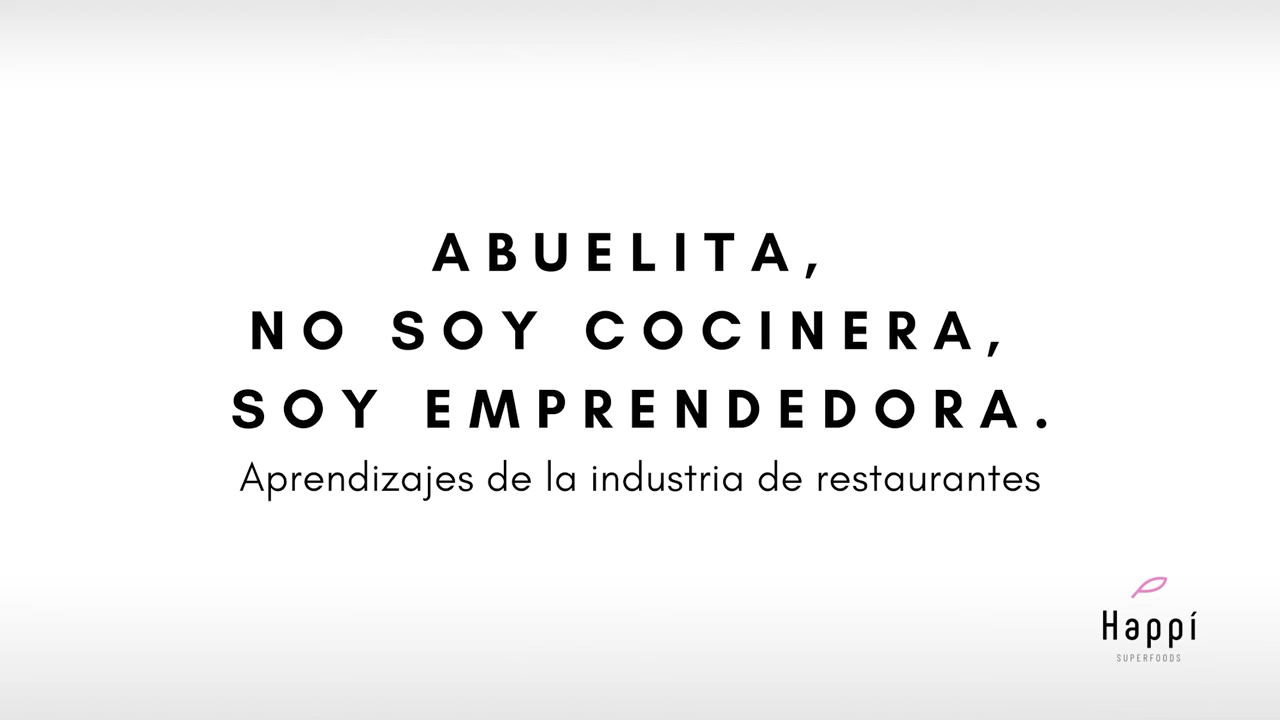 ABUELITA,
NO SOY COCINERA,
SOY EMPRENDEDORA.
Aprendizajes de la industria de restaurantes
Happí
SUPERFOODS